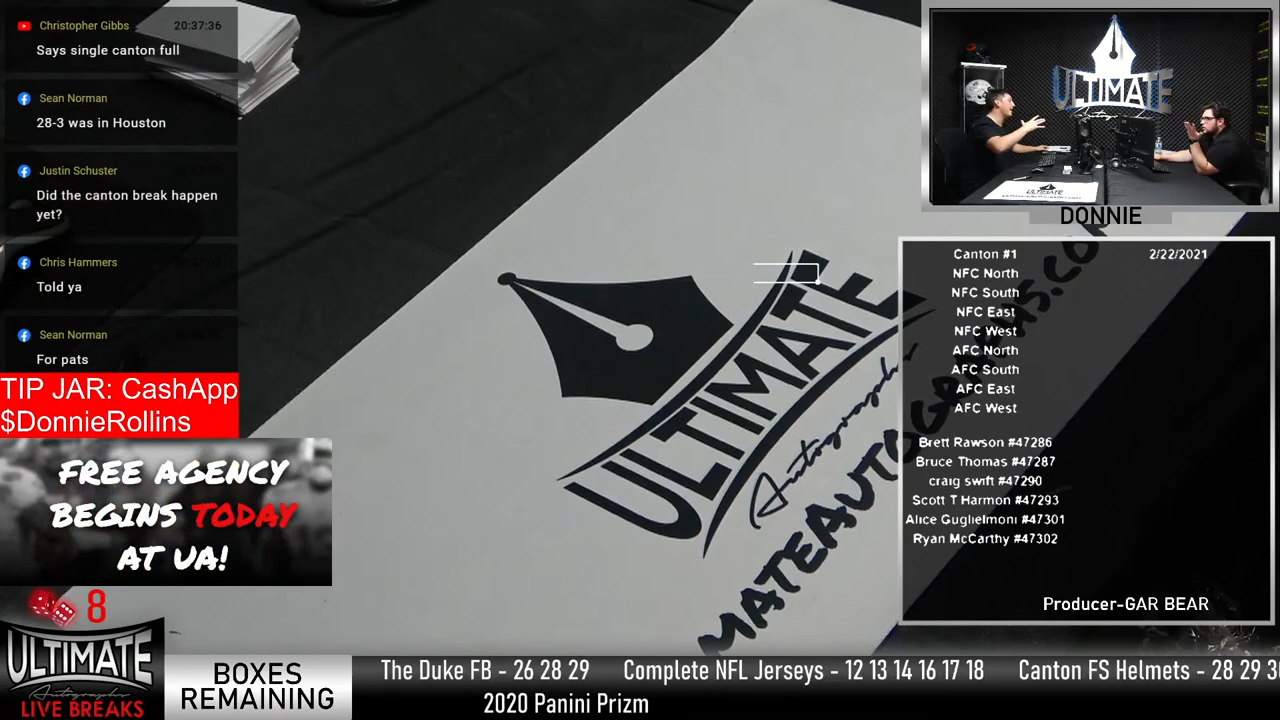 Christopher Gibbs
20:37:36
Says single canton full
Sean Norman
28-3 was in Houston
Justin Schuster
Did the canton break happen
yet?
Chris Hammers
Told ya
Sean Norman
For pats
TIP JAR: CashApp
$DonnieRollins
FREE AGENCY
BEGINS TODAY
AT UA!
8
ULTIMATE
Autographs
LIVE BREAKS
BOXES
REMAINING
The Duke FB - 26 28 29 Complete NFL Jerseys - 12 13 14 16 17 18 Canton FS Helmets - 28 29
2020 Panini Prizm
ULTIMATE
Autographs
ULTIMATE
DONNIE
Canton #1
2/22/2021
NFC North
NFC South
NFC East
NFC West
AFC North
AFC South
AFC East
AFC West
Brett Rawson #47286
Bruce Thomas #47287
craig swift #47290
Scott T Harmon #47293
Alice Guglielmoni #47301
Ryan McCarthy #47302
Producer-GAR BEAR